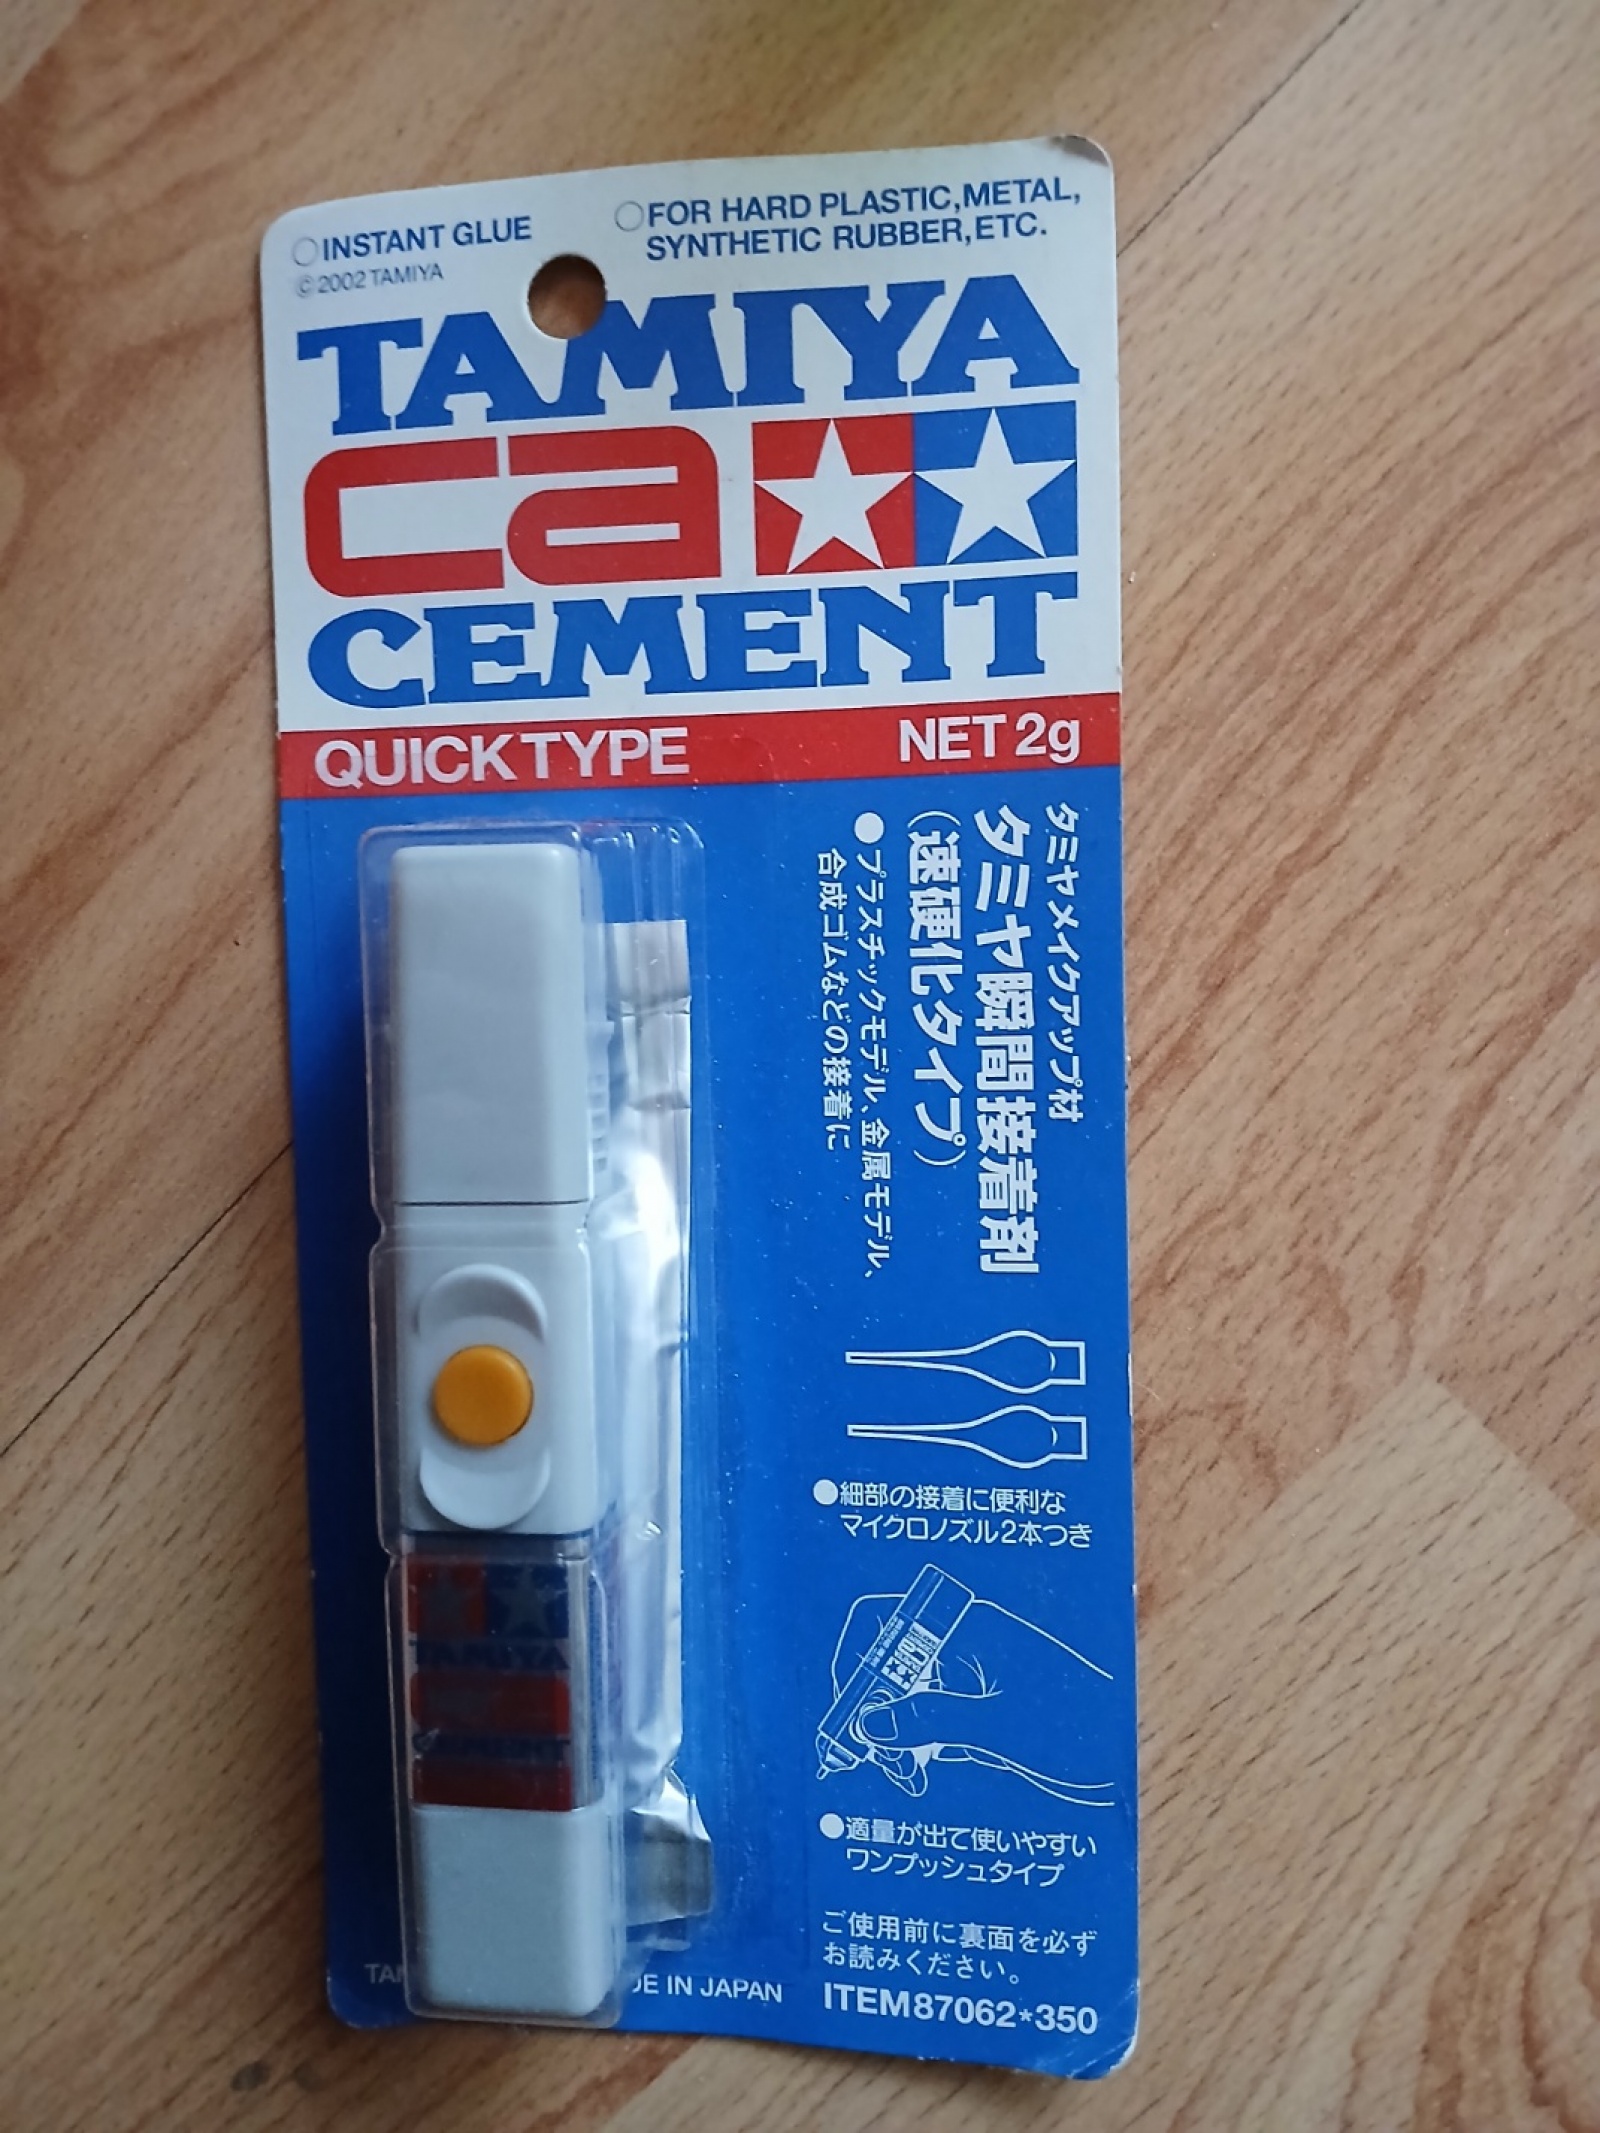 ○INSTANT GLUE
©2002 TAMIYA
○FOR HARD PLASTIC, METAL,
SYNTHETIC RUBBER, ETC.
TAMIYA
ca
CEMENT
QUICK TYPE
NET 2g
タミヤメイクアップ材
タミヤ瞬間接着剤
(速硬化タイプ)
●プラスチックモデル、金属モデル、
合成ゴムなどの接着に
●細部の接着に便利な
マイクロノズル2本つき
●適量が出て使いやすい
ワンプッシュタイプ
ご使用前に裏面を必ず
お読みください。
ITEM 87062*350
IN JAPAN
TAMIYA
CEMENT